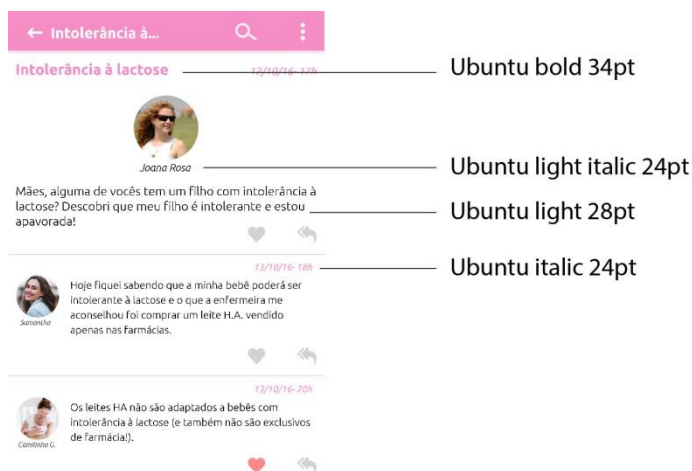 ← Intolerância à...
Intolerância à lactose 12/10/16- 17h Ubuntu bold 34pt
Joana Rosa Ubuntu light italic 24pt
Mães, alguma de vocês tem um filho com intolerância à
lactose? Descobri que meu filho é intolerante e estou Ubuntu light 28pt
apavorada!
13/10/16- 18h Ubuntu italic 24pt
Hoje fiquei sabendo que a minha bebê poderá ser
intolerante à lactose e o que a enfermeira me
aconselhou foi comprar um leite H.A. vendido
apenas nas farmácias.
Samantha
13/10/16- 20h
Os leites HA não são adaptados a bebês com
intolerância à lactose (e também não são exclusivos
de farmácia!).
Camilinha G.